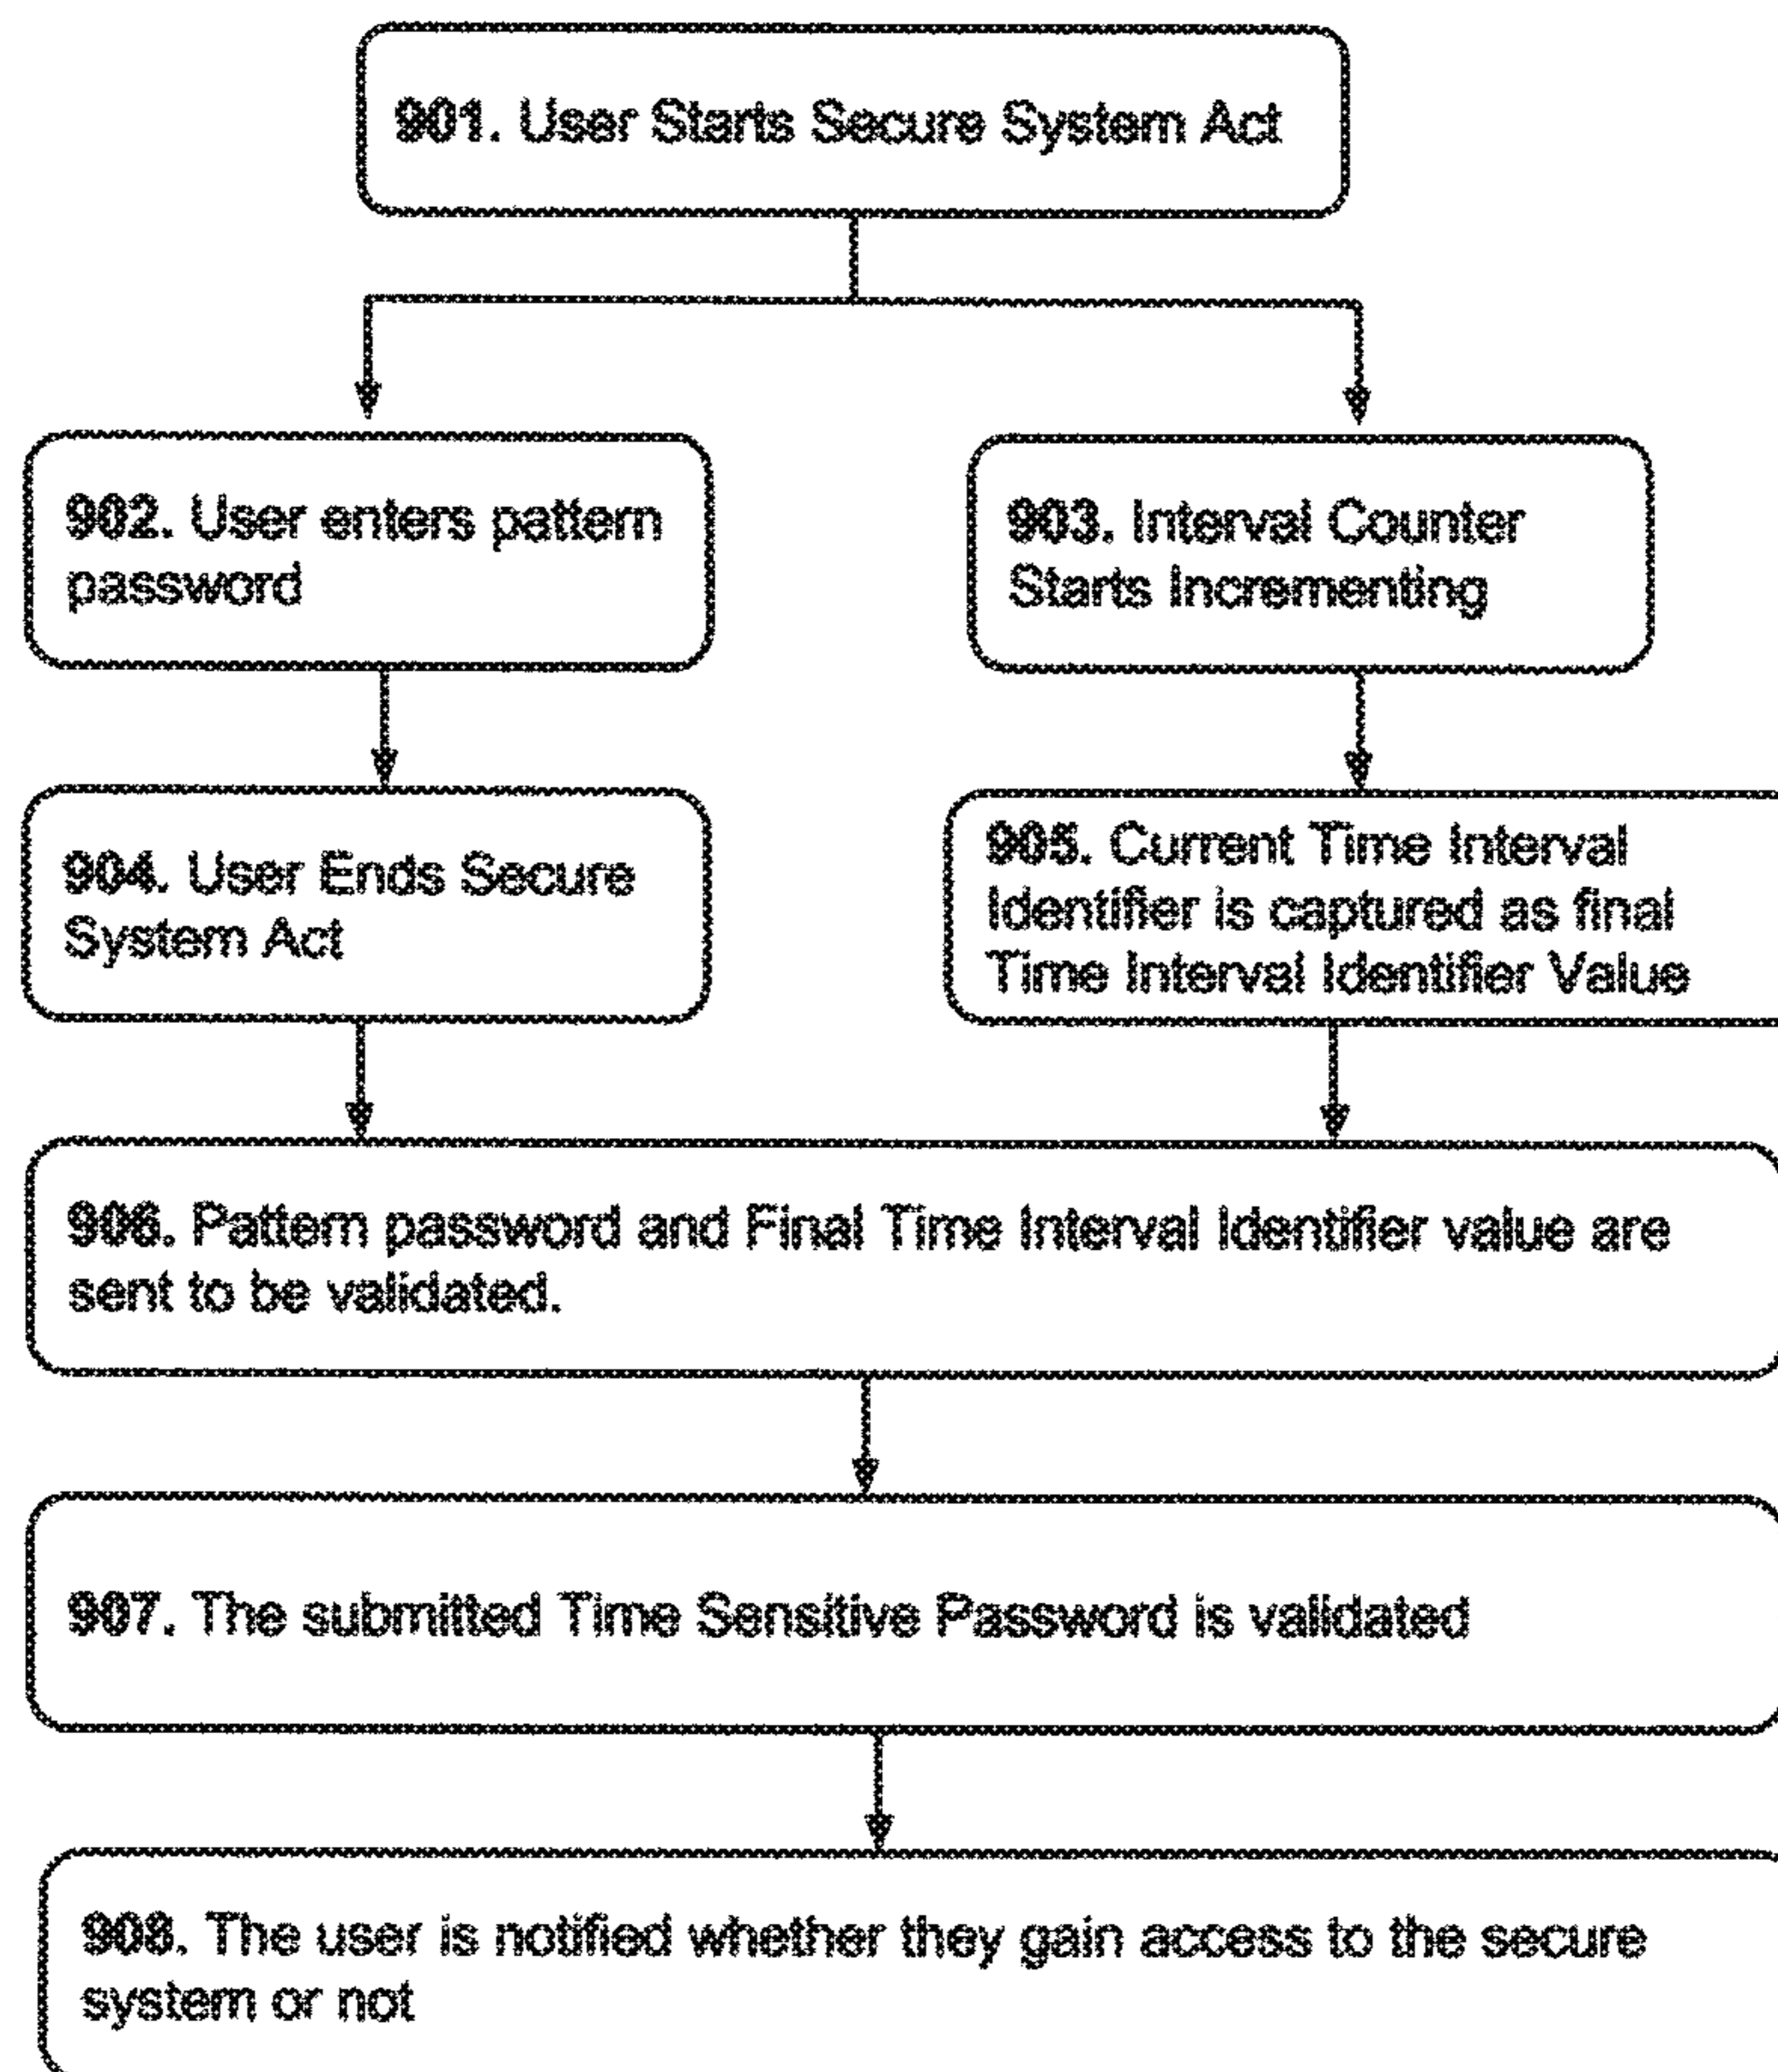 901. User Starts Secure System Act
902. User enters pattern
password
903. Interval Counter
Starts Incrementing
904. User Ends Secure
System Act
905. Current Time Interval
Identifier is captured as final
Time Interval Identifier Value
906. Pattern password and Final Time Interval Identifier value are
sent to be validated.
907. The submitted Time Sensitive Password is validated
908. The user is notified whether they gain access to the secure
system or not